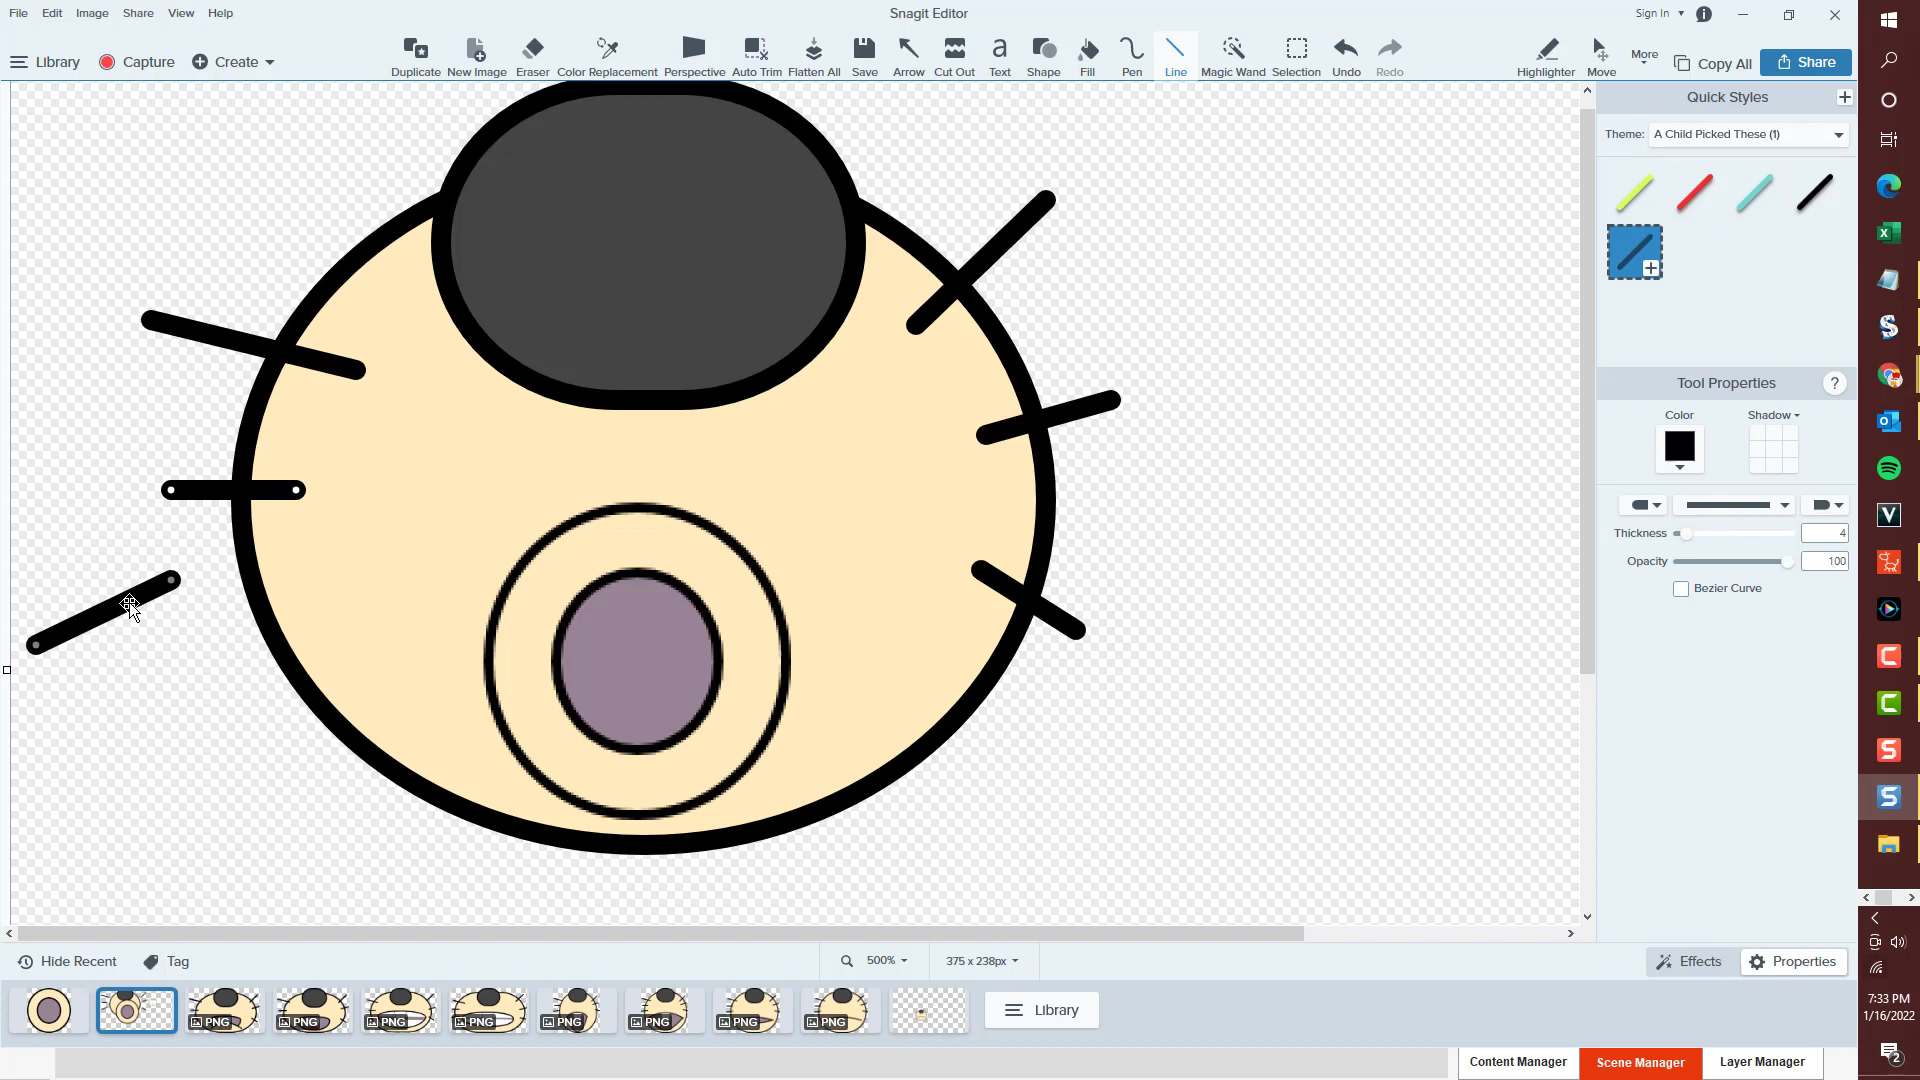 File Edit Image Share View Help
Snagit Editor
Sign In
Library Capture Create
Duplicate New Image Eraser Color Replacement Perspective Auto Trim Flatten All Save Arrow Cut Out Text Shape Fill Pen Line Magic Wand Selection Undo Redo Highlighter Move More Copy All Share
Quick Styles
Theme: A Child Picked These (1)
Tool Properties ?
Color Shadow
Thickness 4
Opacity 100
Bezier Curve
Hide Recent Tag 500% 375 x 238px Effects Properties
PNG PNG PNG PNG PNG PNG PNG PNG Library
7:33 PM
1/16/2022
2
Content Manager Scene Manager Layer Manager